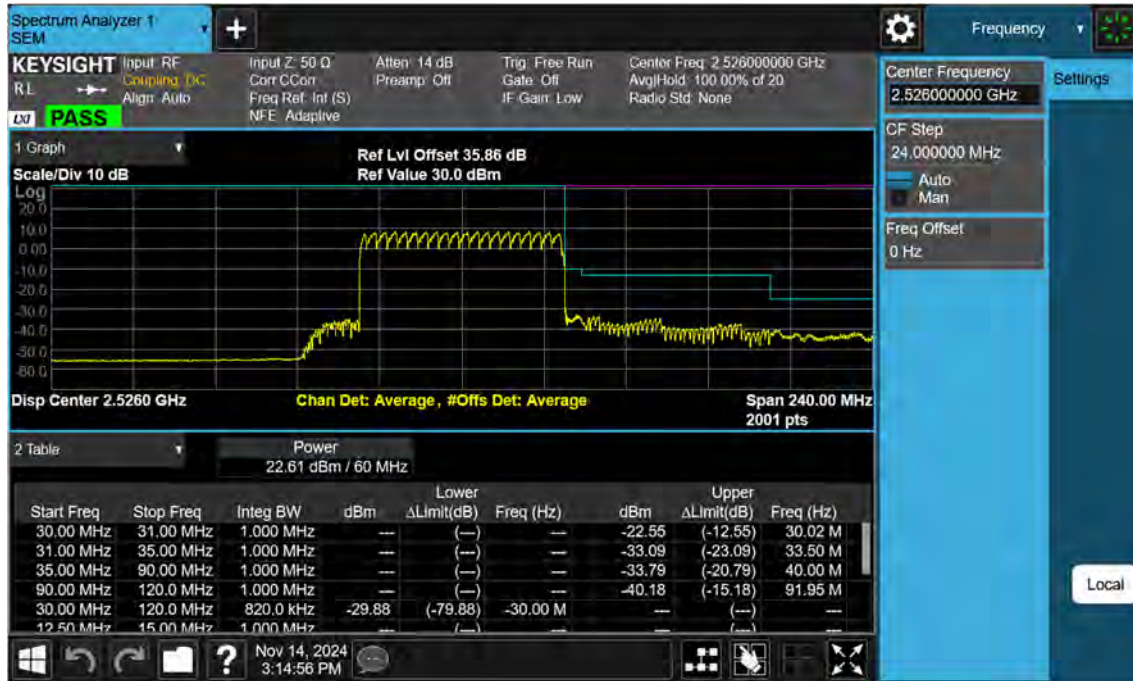 Spectrum Analyzer 1
SEM
Frequency
KEYSIGHT
RL
LXI
PASS
Input: RF
Coupling: DC
Align: Auto
Input Z: 50 Ω
Corr CCorr
Freq Ref: Int (S)
NFE: Adaptive
Atten: 14 dB
Preamp: Off
Trig: Free Run
Gate: Off
IF Gain: Low
Center Freq: 2.526000000 GHz
Avg|Hold: 100.00% of 20
Radio Std: None
Center Frequency
2.526000000 GHz
Settings
CF Step
24.000000 MHz
Auto
Man
Freq Offset
0 Hz
Local
1 Graph
Scale/Div 10 dB
Ref Lvl Offset 35.86 dB
Ref Value 30.0 dBm
Log
20.0
10.0
0.00
-10.0
-20.0
-30.0
-40.0
-50.0
-60.0
Disp Center 2.5260 GHz
Chan Det: Average, #Offs Det: Average
Span 240.00 MHz
2001 pts
2 Table
Power
22.61 dBm / 60 MHz
Lower Upper
Start Freq Stop Freq Integ BW dBm ΔLimit(dB) Freq (Hz) dBm ΔLimit(dB) Freq (Hz)
30.00 MHz 31.00 MHz 1.000 MHz --- (---) --- -22.55 (-12.55) 30.02 M
31.00 MHz 35.00 MHz 1.000 MHz --- (---) --- -33.09 (-23.09) 33.50 M
35.00 MHz 90.00 MHz 1.000 MHz --- (---) --- -33.79 (-20.79) 40.00 M
90.00 MHz 120.0 MHz 1.000 MHz --- (---) --- -40.18 (-15.18) 91.95 M
30.00 MHz 120.0 MHz 820.0 kHz -29.88 (-79.88) -30.00 M --- (---) ---
12.50 MHz 15.00 MHz 1.000 MHz --- (---) --- --- (---) ---
?
Nov 14, 2024
3:14:56 PM